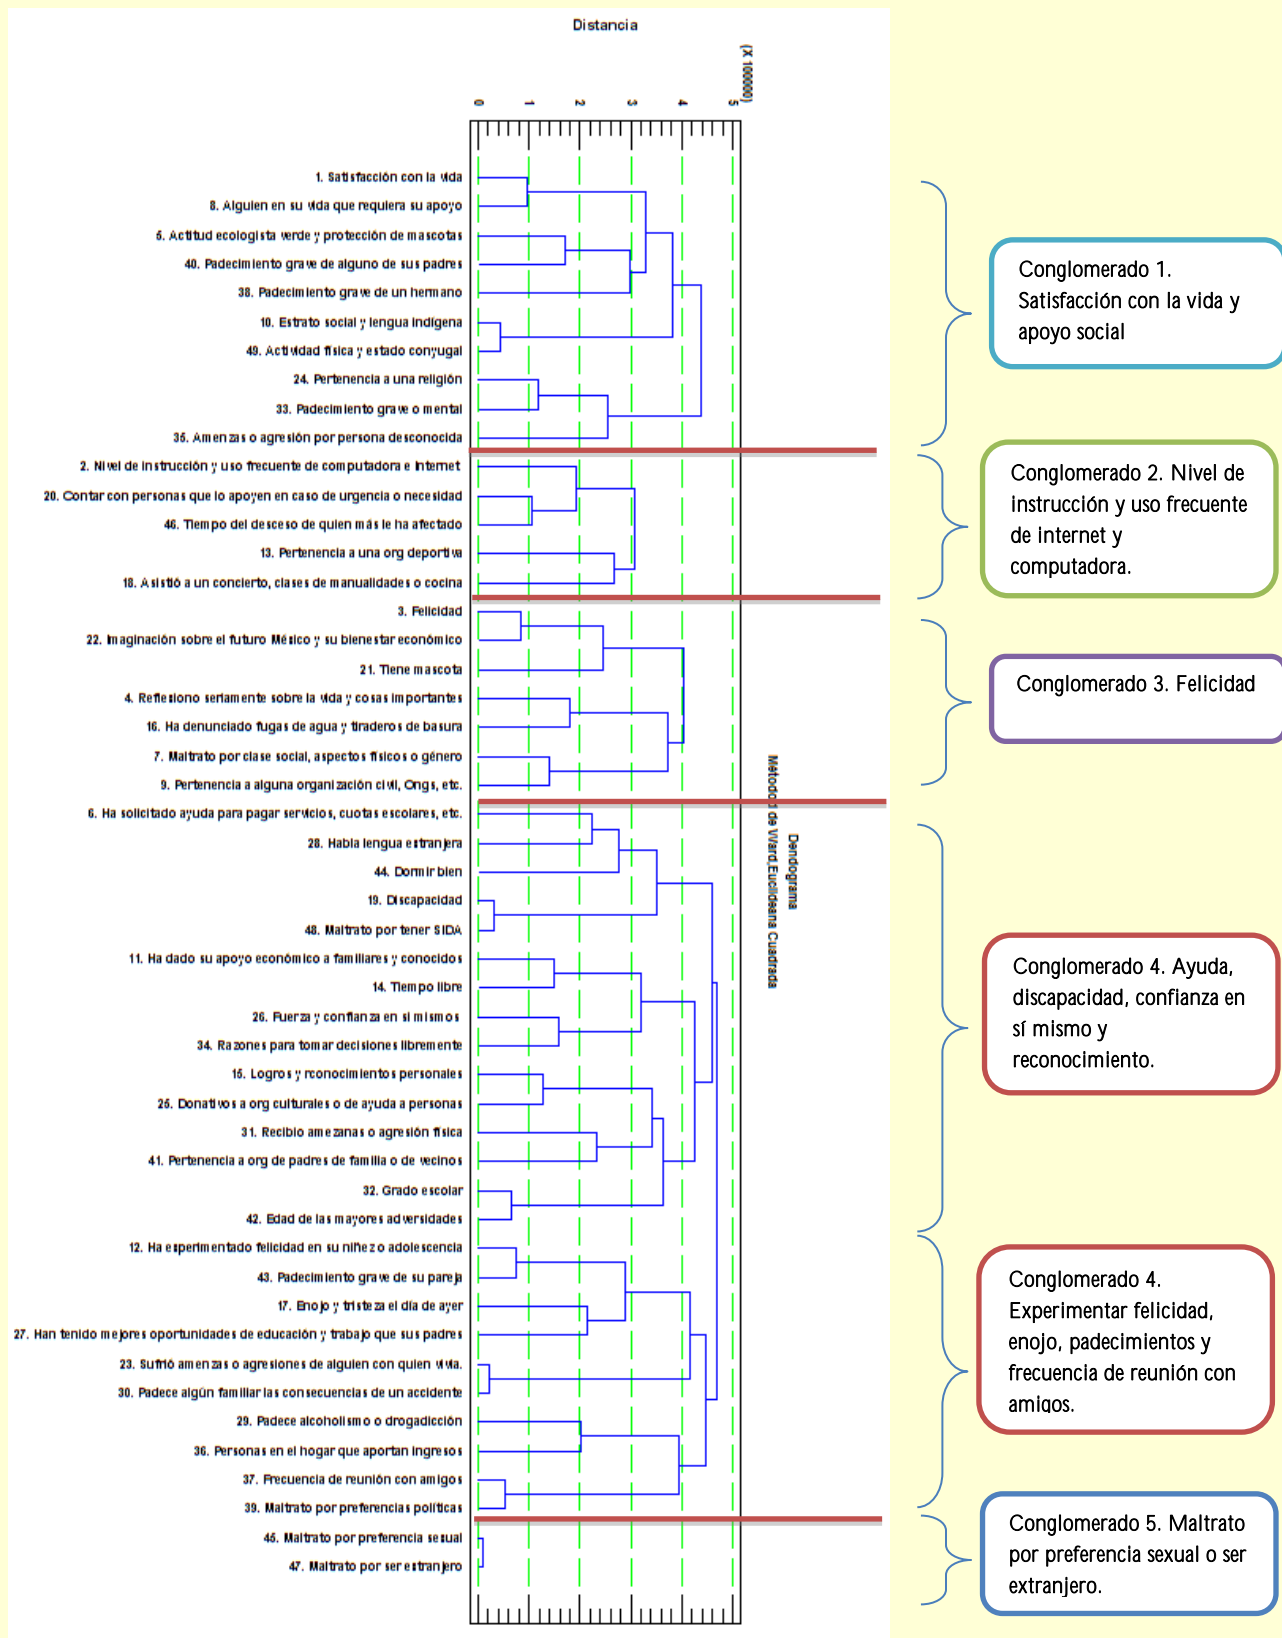 Distancia
(X 100000)
0
1
2
3
4
5
1. Satisfacción con la vida
8. Alguien en su vida que requiera su apoyo
5. Actitud ecologista verde y protección de mascotas
40. Padecimiento grave de alguno de sus padres
38. Padecimiento grave de un hermano
10. Estrato social y lengua indígena
49. Actividad física y estado conyugal
24. Pertenencia a una religión
33. Padecimiento grave o mental
35. Amenzas o agresión por persona desconocida
2. Nivel de instrucción y uso frecuente de computadora e Internet
20. Contar con personas que lo apoyen en caso de urgencia o necesidad
46. Tiempo del desceso de quien más le ha afectado
13. Pertenencia a una org deportiva
18. Asistió a un concierto, clases de manualidades o cocina
3. Felicidad
22. Imaginación sobre el futuro México y su bienestar económico
21. Tiene mascota
4. Reflexiono seriamente sobre la vida y cosas importantes
16. Ha denunciado fugas de agua y tiraderos de basura
7. Maltrato por clase social, aspectos físicos o género
9. Pertenencia a alguna organización civil, Ongs, etc.
6. Ha solicitado ayuda para pagar servicios, cuotas escolares, etc.
28. Habla lengua extranjera
44. Dormir bien
19. Discapacidad
48. Maltrato por tener SIDA
11. Ha dado su apoyo económico a familiares y conocidos
14. Tiempo libre
26. Fuerza y confianza en si mismos
34. Razones para tomar decisiones libremente
15. Logros y rconocimientos personales
25. Donativos a org culturales o de ayuda a personas
31. Recibio amezanas o agresión física
41. Pertenencia a org de padres de familia o de vecinos
32. Grado escolar
42. Edad de las mayores adversidades
12. Ha experimentado felicidad en su niñez o adolescencia
43. Padecimiento grave de su pareja
17. Enojo y tristeza el día de ayer
27. Han tenido mejores oportunidades de educación y trabajo que sus padres
23. Sufrió amenzas o agresiones de alguien con quien vivia.
30. Padece algún familiar las consecuencias de un accidente
29. Padece alcoholismo o drogadicción
36. Personas en el hogar que aportan ingresos
37. Frecuencia de reunión con amigos
39. Maltrato por preferencias políticas
45. Maltrato por preferencia sexual
47. Maltrato por ser extranjero
Dendograma
de Ward,Euclideana Cuadrada
Conglomerado 1.
Satisfacción con la vida y
apoyo social
Conglomerado 2. Nivel de
instrucción y uso frecuente
de internet y
computadora.
Conglomerado 3. Felicidad
Conglomerado 4. Ayuda,
discapacidad, confianza en
sí mismo y
reconocimiento.
Conglomerado 4.
Experimentar felicidad,
enojo, padecimientos y
frecuencia de reunión con
amigos.
Conglomerado 5. Maltrato
por preferencia sexual o ser
extranjero.